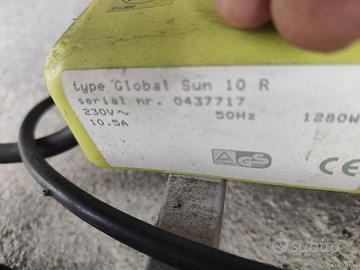 type Global Sun 10 R
serial nr. 0437717
230V~ 50Hz 1280W
10.5A
GS
CE
subito